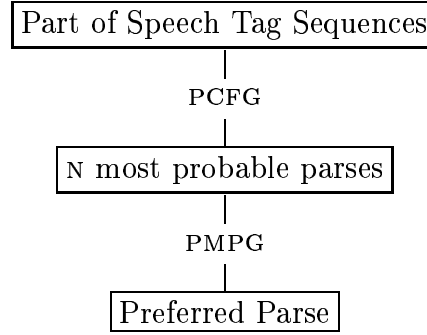 Part of Speech Tag Sequences
PCFG
N most probable parses
PMPG
Preferred Parse